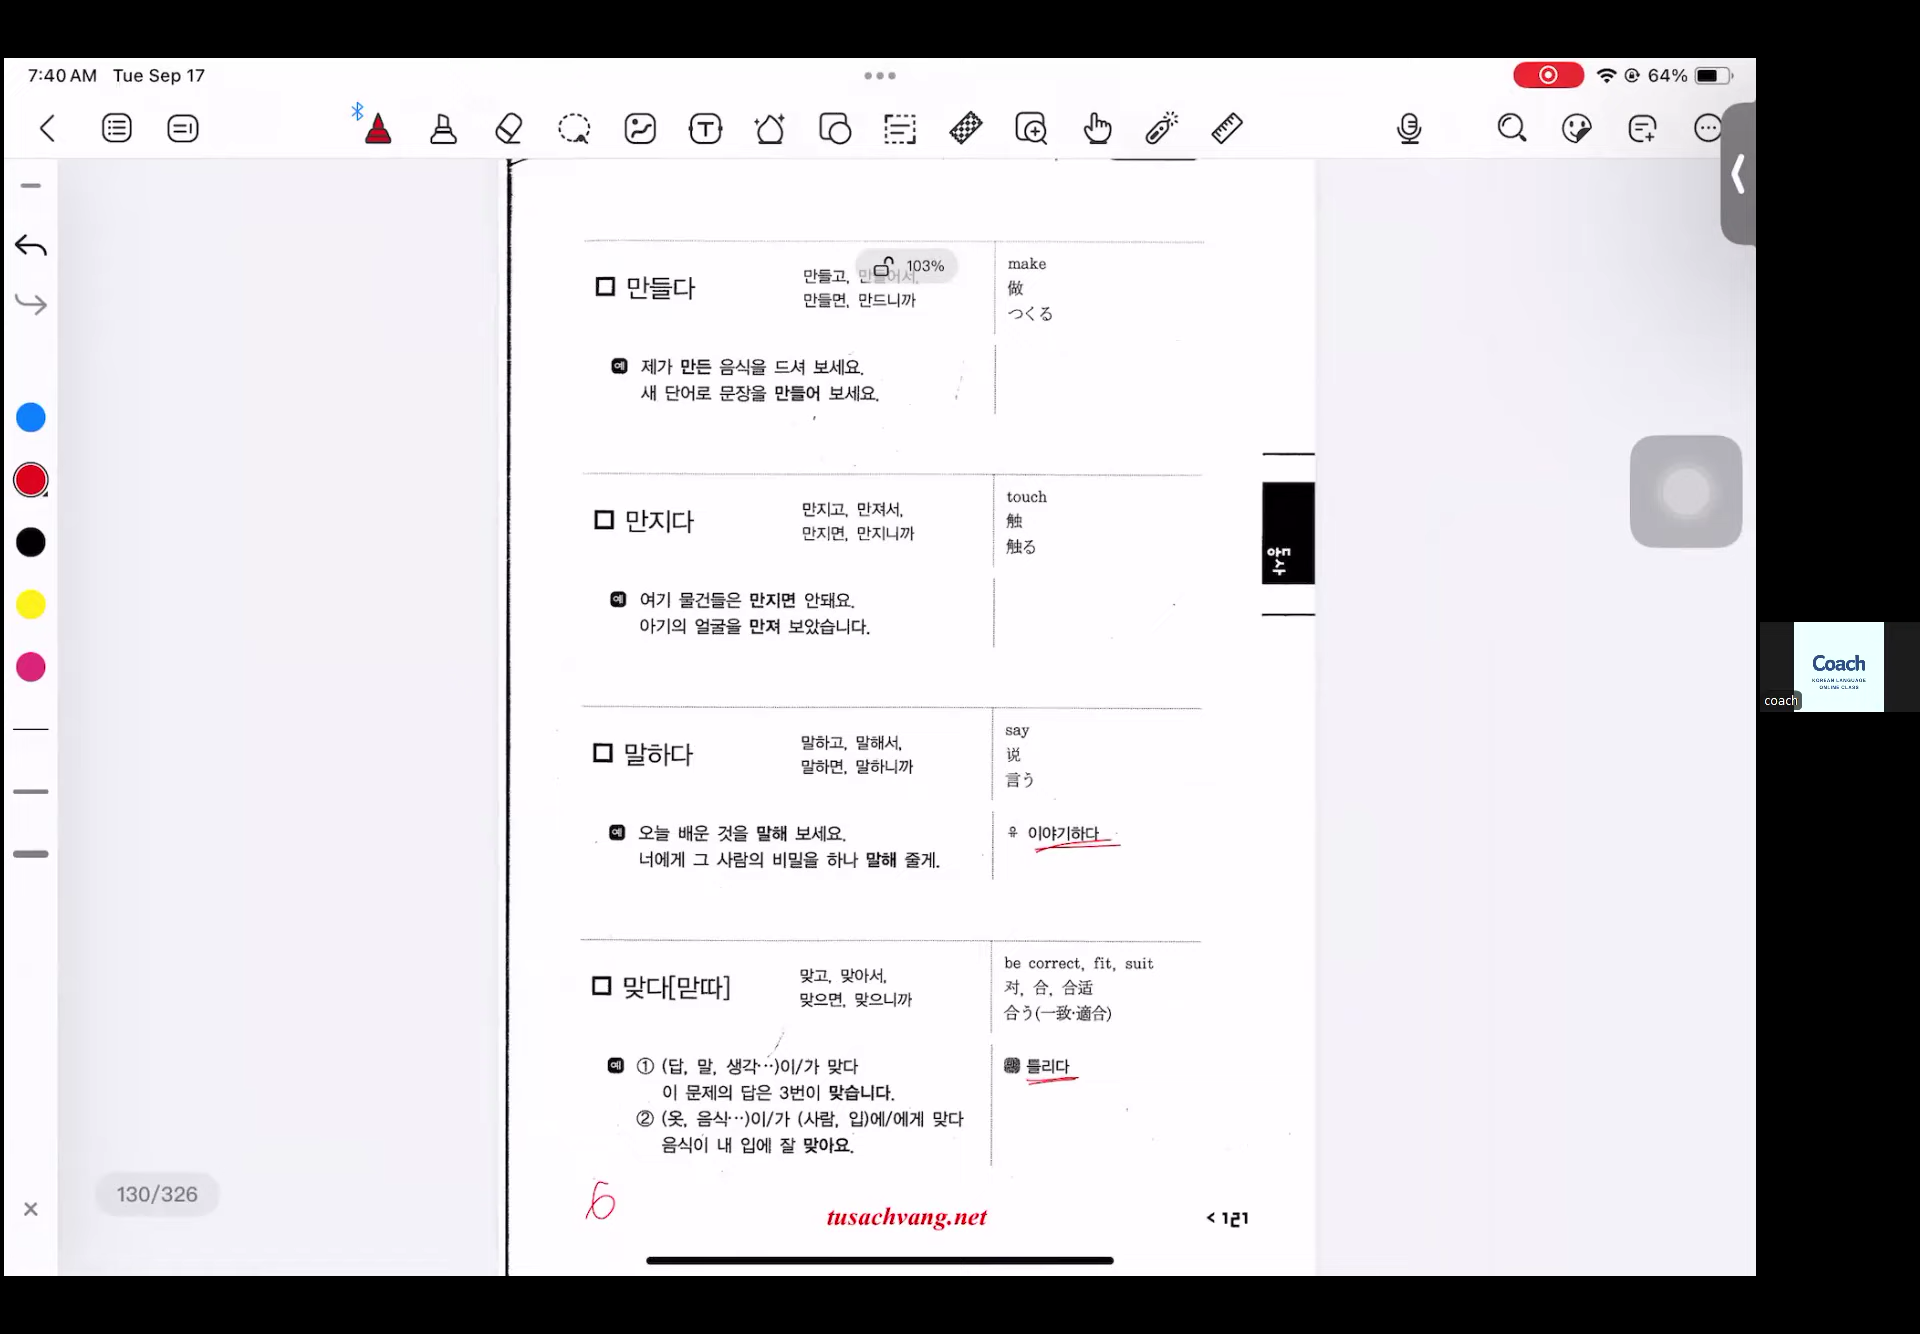 7:40 AM Tue Sep 17
64%
103%
만들다
만들고, 만들어서,
만들면, 만드니까
make
做
つくる
예 제가 만든 음식을 드셔 보세요.
새 단어로 문장을 만들어 보세요.
만지다
만지고, 만져서,
만지면, 만지니까
touch
触
触る
예 여기 물건들은 만지면 안돼요.
아기의 얼굴을 만져 보았습니다.
동사
말하다
말하고, 말해서,
말하면, 말하니까
say
说
言う
예 오늘 배운 것을 말해 보세요.
너에게 그 사람의 비밀을 하나 말해 줄게.
유 이야기하다
맞다[맏따]
맞고, 맞아서,
맞으면, 맞으니까
be correct, fit, suit
对, 合, 合适
合う(一致·適合)
예 ① (답, 말, 생각…)이/가 맞다
이 문제의 답은 3번이 맞습니다.
② (옷, 음식…)이/가 (사람, 입)에/에게 맞다
음식이 내 입에 잘 맞아요.
틀리다
6
130/326
tusachvang.net
< 121
Coach
KOREAN LANGUAGE
ONLINE CLASS
coach